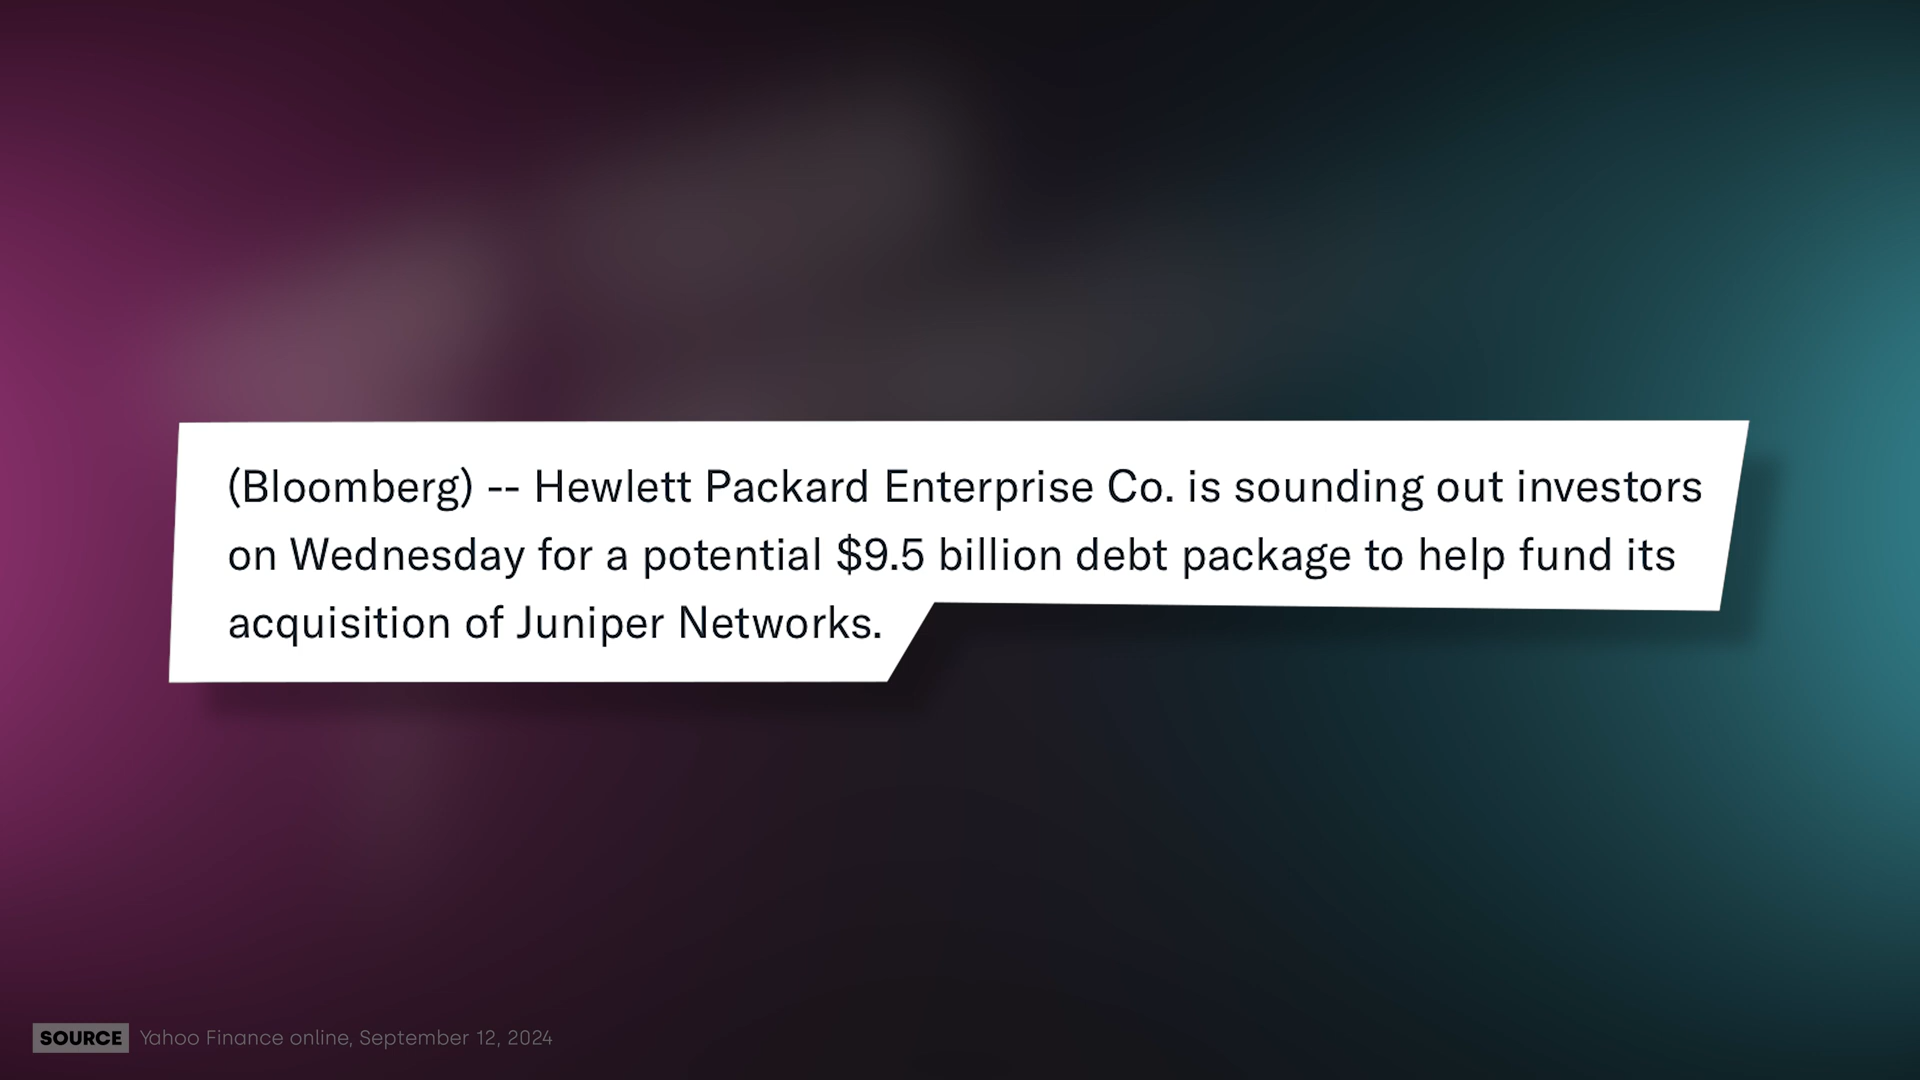 (Bloomberg) -- Hewlett Packard Enterprise Co. is sounding out investors
on Wednesday for a potential $9.5 billion debt package to help fund its
acquisition of Juniper Networks.
SOURCE Yahoo Finance online, September 12, 2024